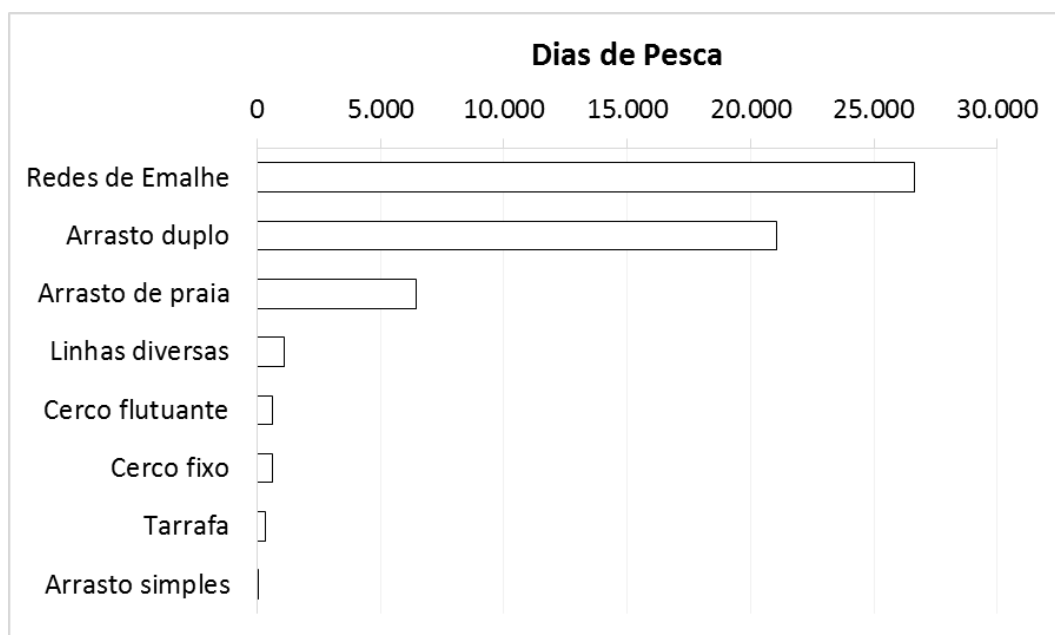 Dias de Pesca
0 5.000 10.000 15.000 20.000 25.000 30.000
Redes de Emalhe
Arrasto duplo
Arrasto de praia
Linhas diversas
Cerco flutuante
Cerco fixo
Tarrafa
Arrasto simples